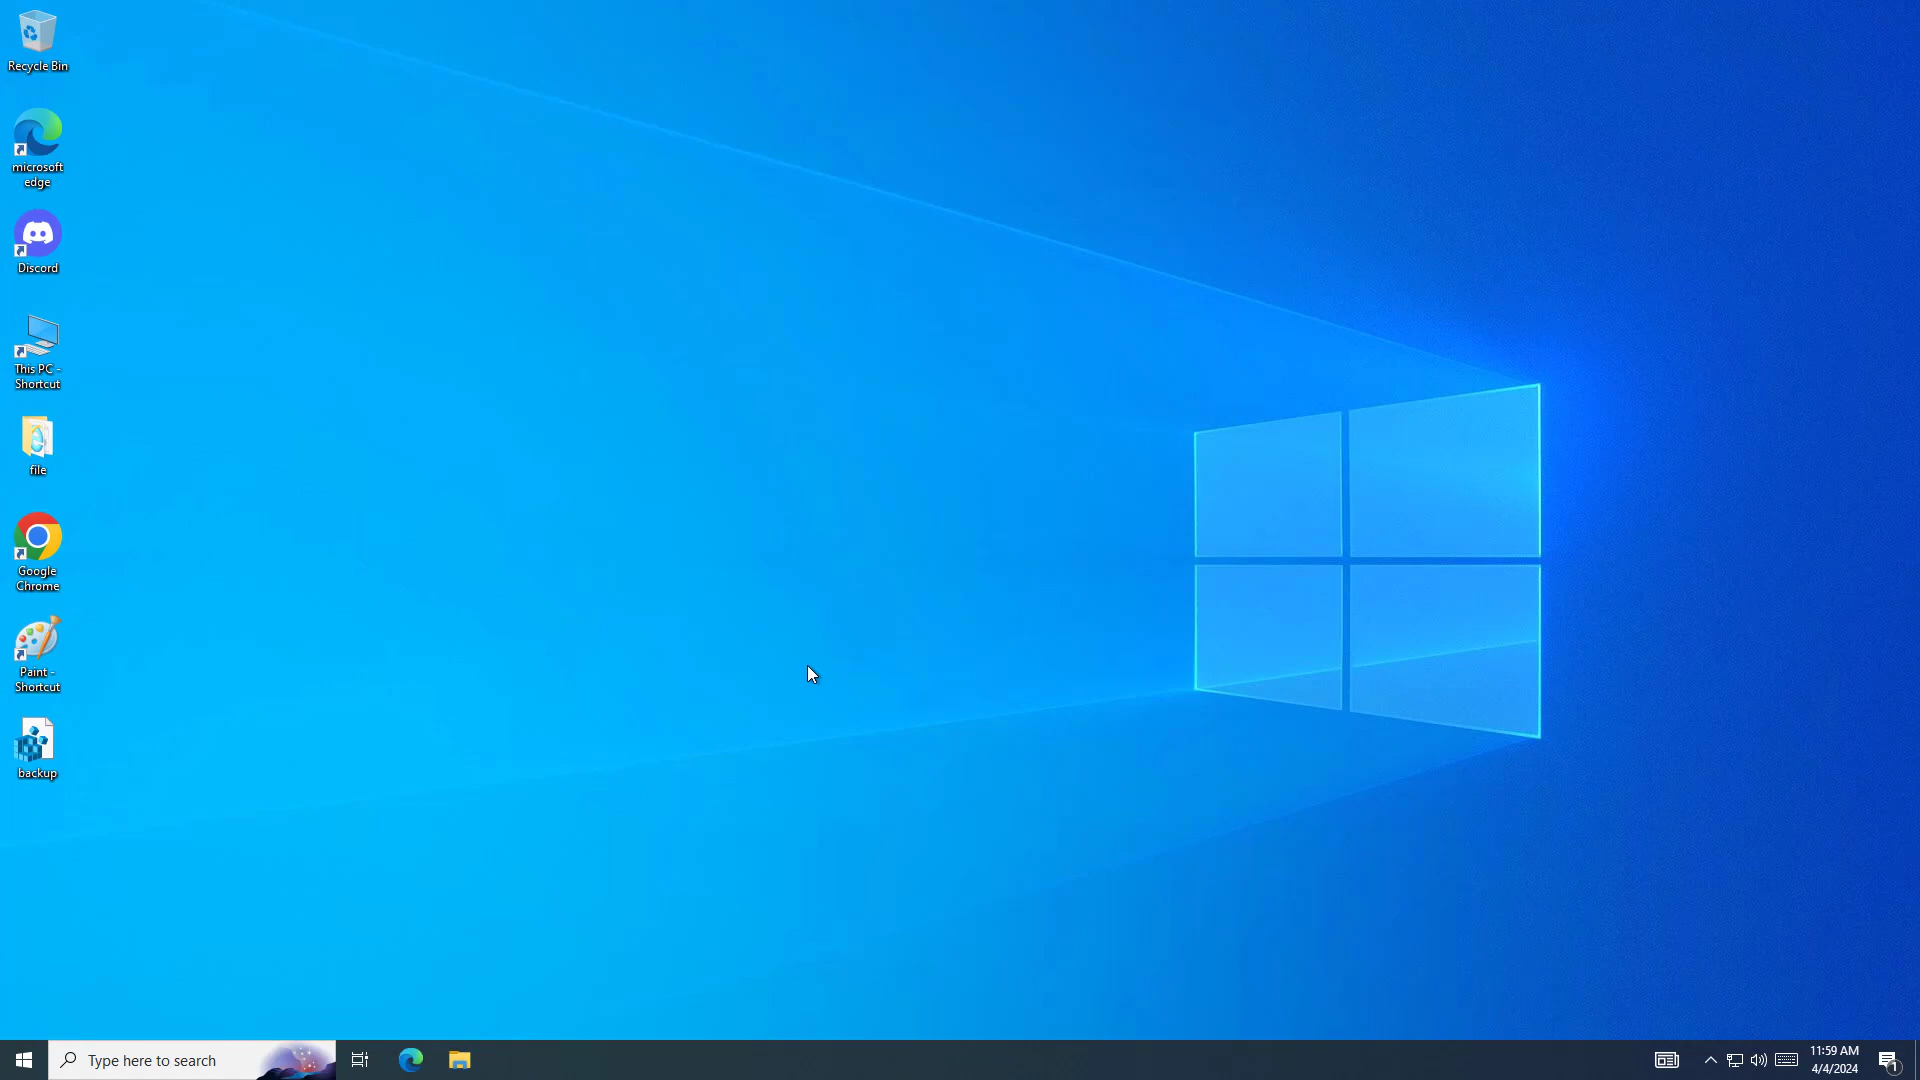 Recycle Bin
microsoft
edge
Discord
This PC -
Shortcut
file
Google
Chrome
Paint -
Shortcut
backup
Type here to search
11:59 AM
4/4/2024
1